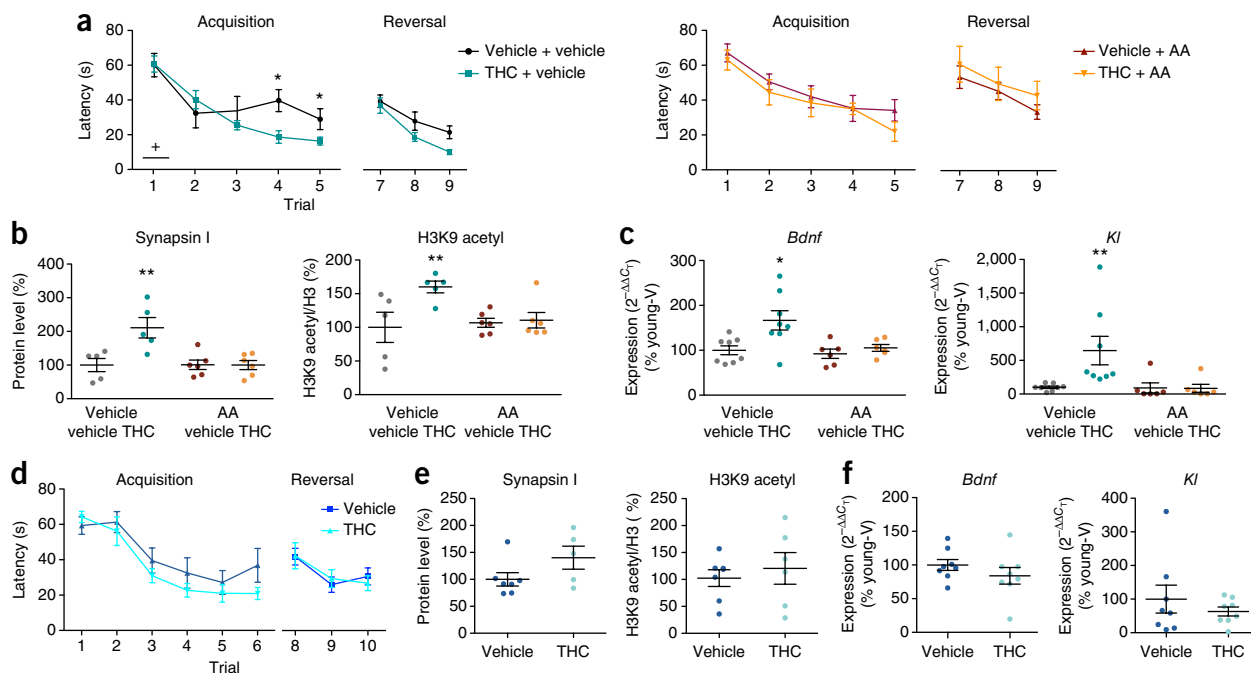 a
Acquisition
Reversal
Latency (s)
80
60
40
20
0
*
*
+
1 2 3 4 5
7 8 9
Trial
Vehicle + vehicle
THC + vehicle
Acquisition
Reversal
Latency (s)
80
60
40
20
0
1 2 3 4 5
7 8 9
Vehicle + AA
THC + AA
b
Synapsin I
Protein level (%)
400
300
200
100
0
**
Vehicle AA
vehicle THC vehicle THC
H3K9 acetyl
H3K9 acetyl/H3 (%)
200
150
100
50
0
**
Vehicle AA
vehicle THC vehicle THC
c
Bdnf
Expression (2−ΔΔCT)
(% young-V)
300
200
100
0
*
Vehicle AA
vehicle THC vehicle THC
Kl
Expression (2−ΔΔCT)
(% young-V)
2,000
1,500
1,000
500
0
**
Vehicle AA
vehicle THC vehicle THC
d
Acquisition
Reversal
Latency (s)
80
60
40
20
0
1 2 3 4 5 6
8 9 10
Trial
Vehicle
THC
e
Synapsin I
Protein level (%)
250
200
150
100
50
0
Vehicle THC
H3K9 acetyl
H3K9 acetyl/H3 ( %)
250
200
150
100
50
0
Vehicle THC
f
Bdnf
Expression (2−ΔΔCT)
(% young-V)
200
150
100
50
0
Vehicle THC
Kl
Expression (2−ΔΔCT)
(% young-V)
400
300
200
100
0
Vehicle THC